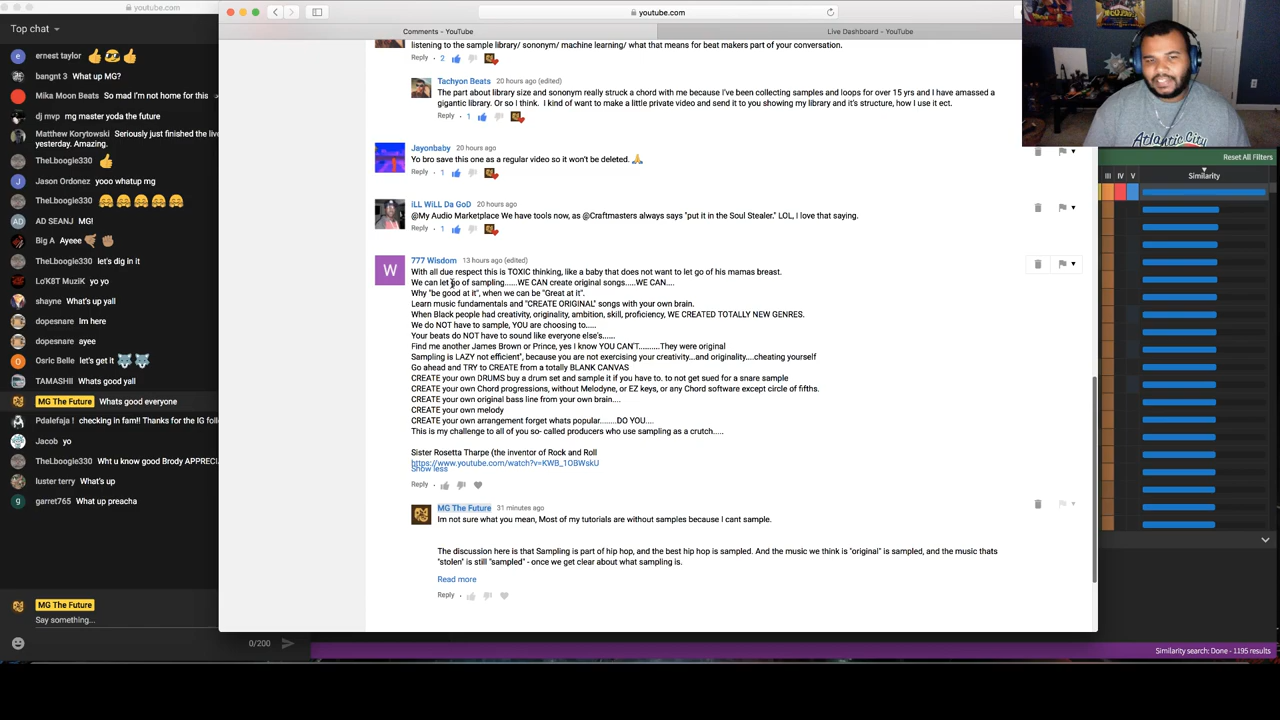 youtube.com
Top chat
ernest taylor
bangnt 3 What up MG?
Mika Moon Beats So mad I'm not home for this
dj mvp mg master yoda the future
Matthew Korytowski Seriously just finished the live
yesterday. Amazing.
TheLboogie330
Jason Ordonez yooo whatup mg
TheLboogie330
AD SEANJ MG!
Big A Ayeee
TheLboogie330 let's dig in it
Lo'K8T MuziK yo yo
shayne What's up yall
dopesnare Im here
dopesnare
Osric Belle let's get it
TAMASHII Whats good yall
MG The Future Whats good everyone
Pdalefaja ! checking in fam!! Thanks for the IG foll
Jacob yo
TheLboogie330 Wht u know good Brody APPRECI
luster terry What's up
garret765 What up preacha
MG The Future
Say something...
0/200
youtube.com
Comments - YouTube
Live Dashboard - YouTube
listening to the sample library/ sononym/ machine learning/ what that means for beat makers part of your conversation.
Reply · 2
Tachyon Beats 20 hours ago (edited)
The part about library size and sononym really struck a chord with me because I've been collecting samples and loops for over 15 yrs and I have amassed a
gigantic library. Or so I think. I kind of want to make a little private video and send it to you showing my library and it's structure, how I use it ect.
Reply · 1
Jayonbaby 20 hours ago
Yo bro save this one as a regular video so it won't be deleted.
Reply · 1
iLL WiLL Da GoD 20 hours ago
@My Audio Marketplace We have tools now, as @Craftmasters always says "put it in the Soul Stealer." LOL, I love that saying.
Reply · 1
W
777 Wisdom 13 hours ago (edited)
With all due respect this is TOXIC thinking, like a baby that does not want to let go of his mamas breast.
We can let go of sampling......WE CAN create original songs.....WE CAN....
Why "be good at it", when we can be "Great at it".
Learn music fundamentals and "CREATE ORIGINAL" songs with your own brain.
When Black people had creativity, originality, ambition, skill, proficiency, WE CREATED TOTALLY NEW GENRES.
We do NOT have to sample, YOU are choosing to.....
Your beats do NOT have to sound like everyone else's......
Find me another James Brown or Prince, yes I know YOU CAN'T..........They were original
Sampling is LAZY not efficient", because you are not exercising your creativity...and originality....cheating yourself
Go ahead and TRY to CREATE from a totally BLANK CANVAS
CREATE your own DRUMS buy a drum set and sample it if you have to. to not get sued for a snare sample
CREATE your own Chord progressions, without Melodyne, or EZ keys, or any Chord software except circle of fifths.
CREATE your own original bass line from your own brain....
CREATE your own melody
CREATE your own arrangement forget whats popular........DO YOU....
This is my challenge to all of you so- called producers who use sampling as a crutch.....
Sister Rosetta Tharpe (the inventor of Rock and Roll
https://www.youtube.com/watch?v=KWB_1OBWskU
Show less
Reply
MG The Future 31 minutes ago
Im not sure what you mean, Most of my tutorials are without samples because I cant sample.
The discussion here is that Sampling is part of hip hop, and the best hip hop is sampled. And the music we think is "original" is sampled, and the music thats
"stolen" is still "sampled" - once we get clear about what sampling is.
Read more
Reply ·
ATLANTIC CITY
Reset All Filters
III IV V Similarity
Similarity search: Done - 1195 results